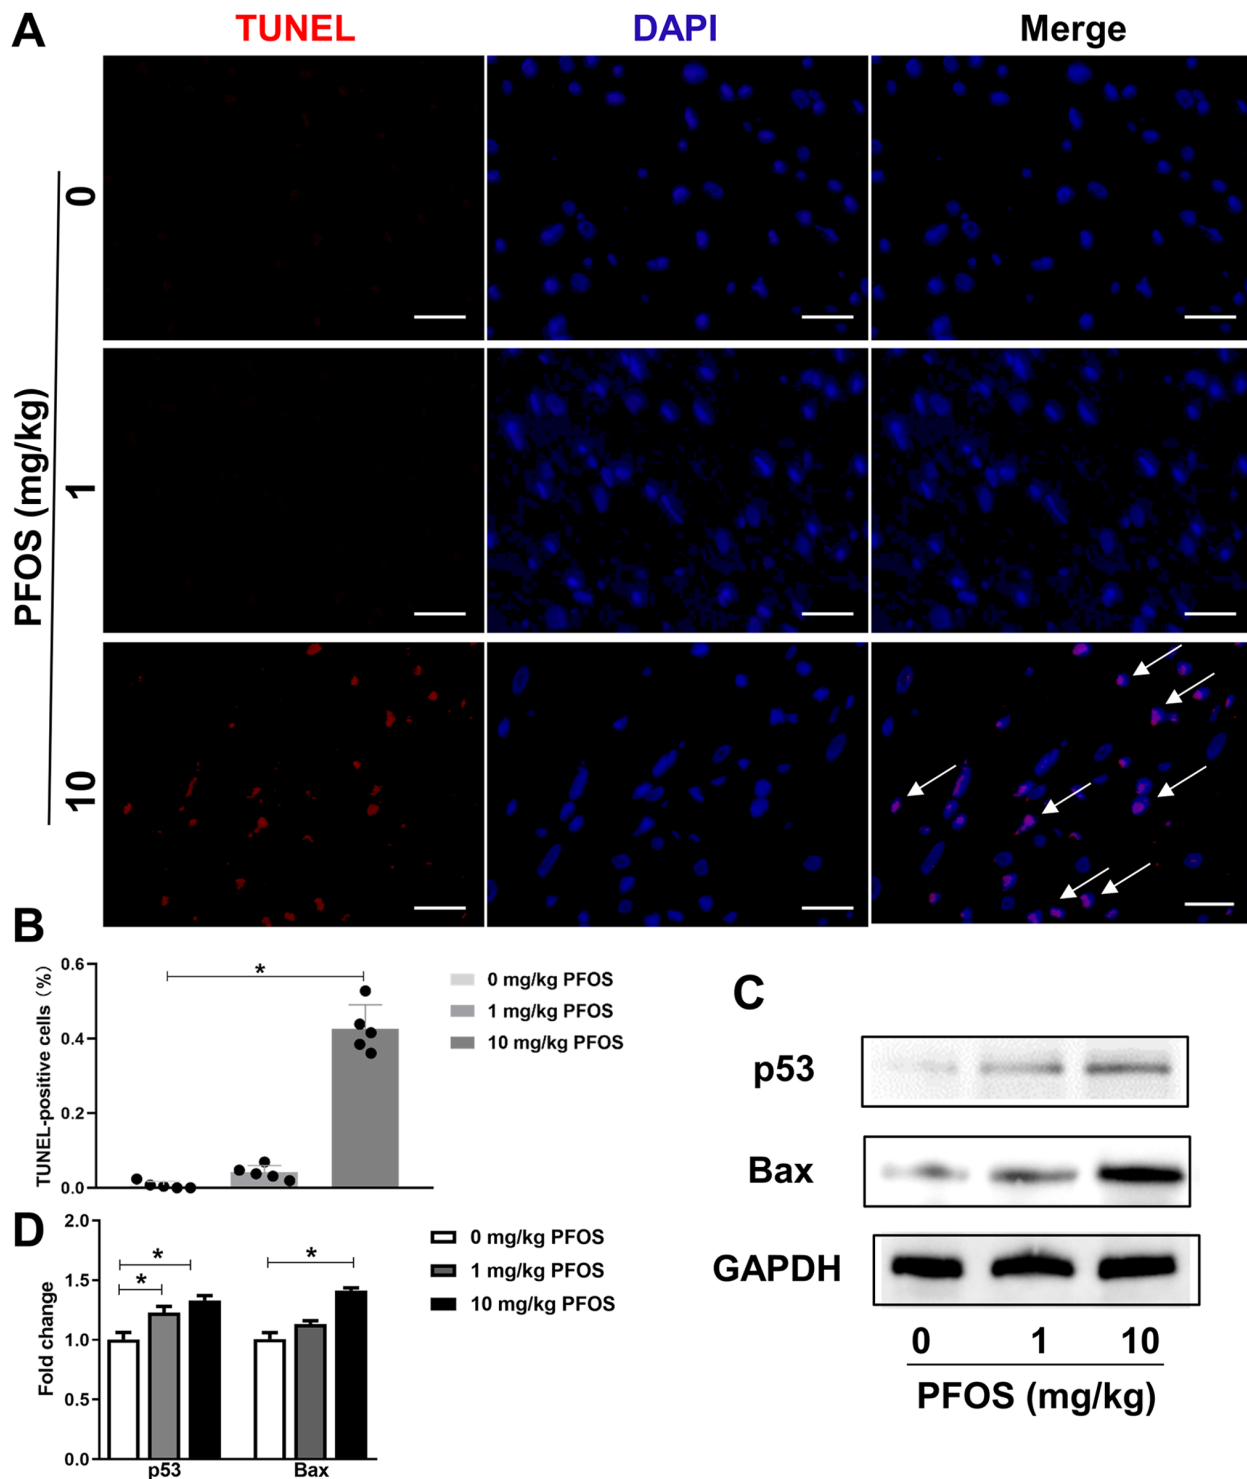 A
TUNEL
DAPI
Merge
PFOS (mg/kg)
0
1
10
B
TUNEL-positive cells (%)
0.6
0.4
0.2
0.0
*
0 mg/kg PFOS
1 mg/kg PFOS
10 mg/kg PFOS
C
p53
Bax
GAPDH
0 1 10
PFOS (mg/kg)
D
Fold change
2.0
1.5
1.0
0.5
0.0
* * *
p53 Bax
0 mg/kg PFOS
1 mg/kg PFOS
10 mg/kg PFOS